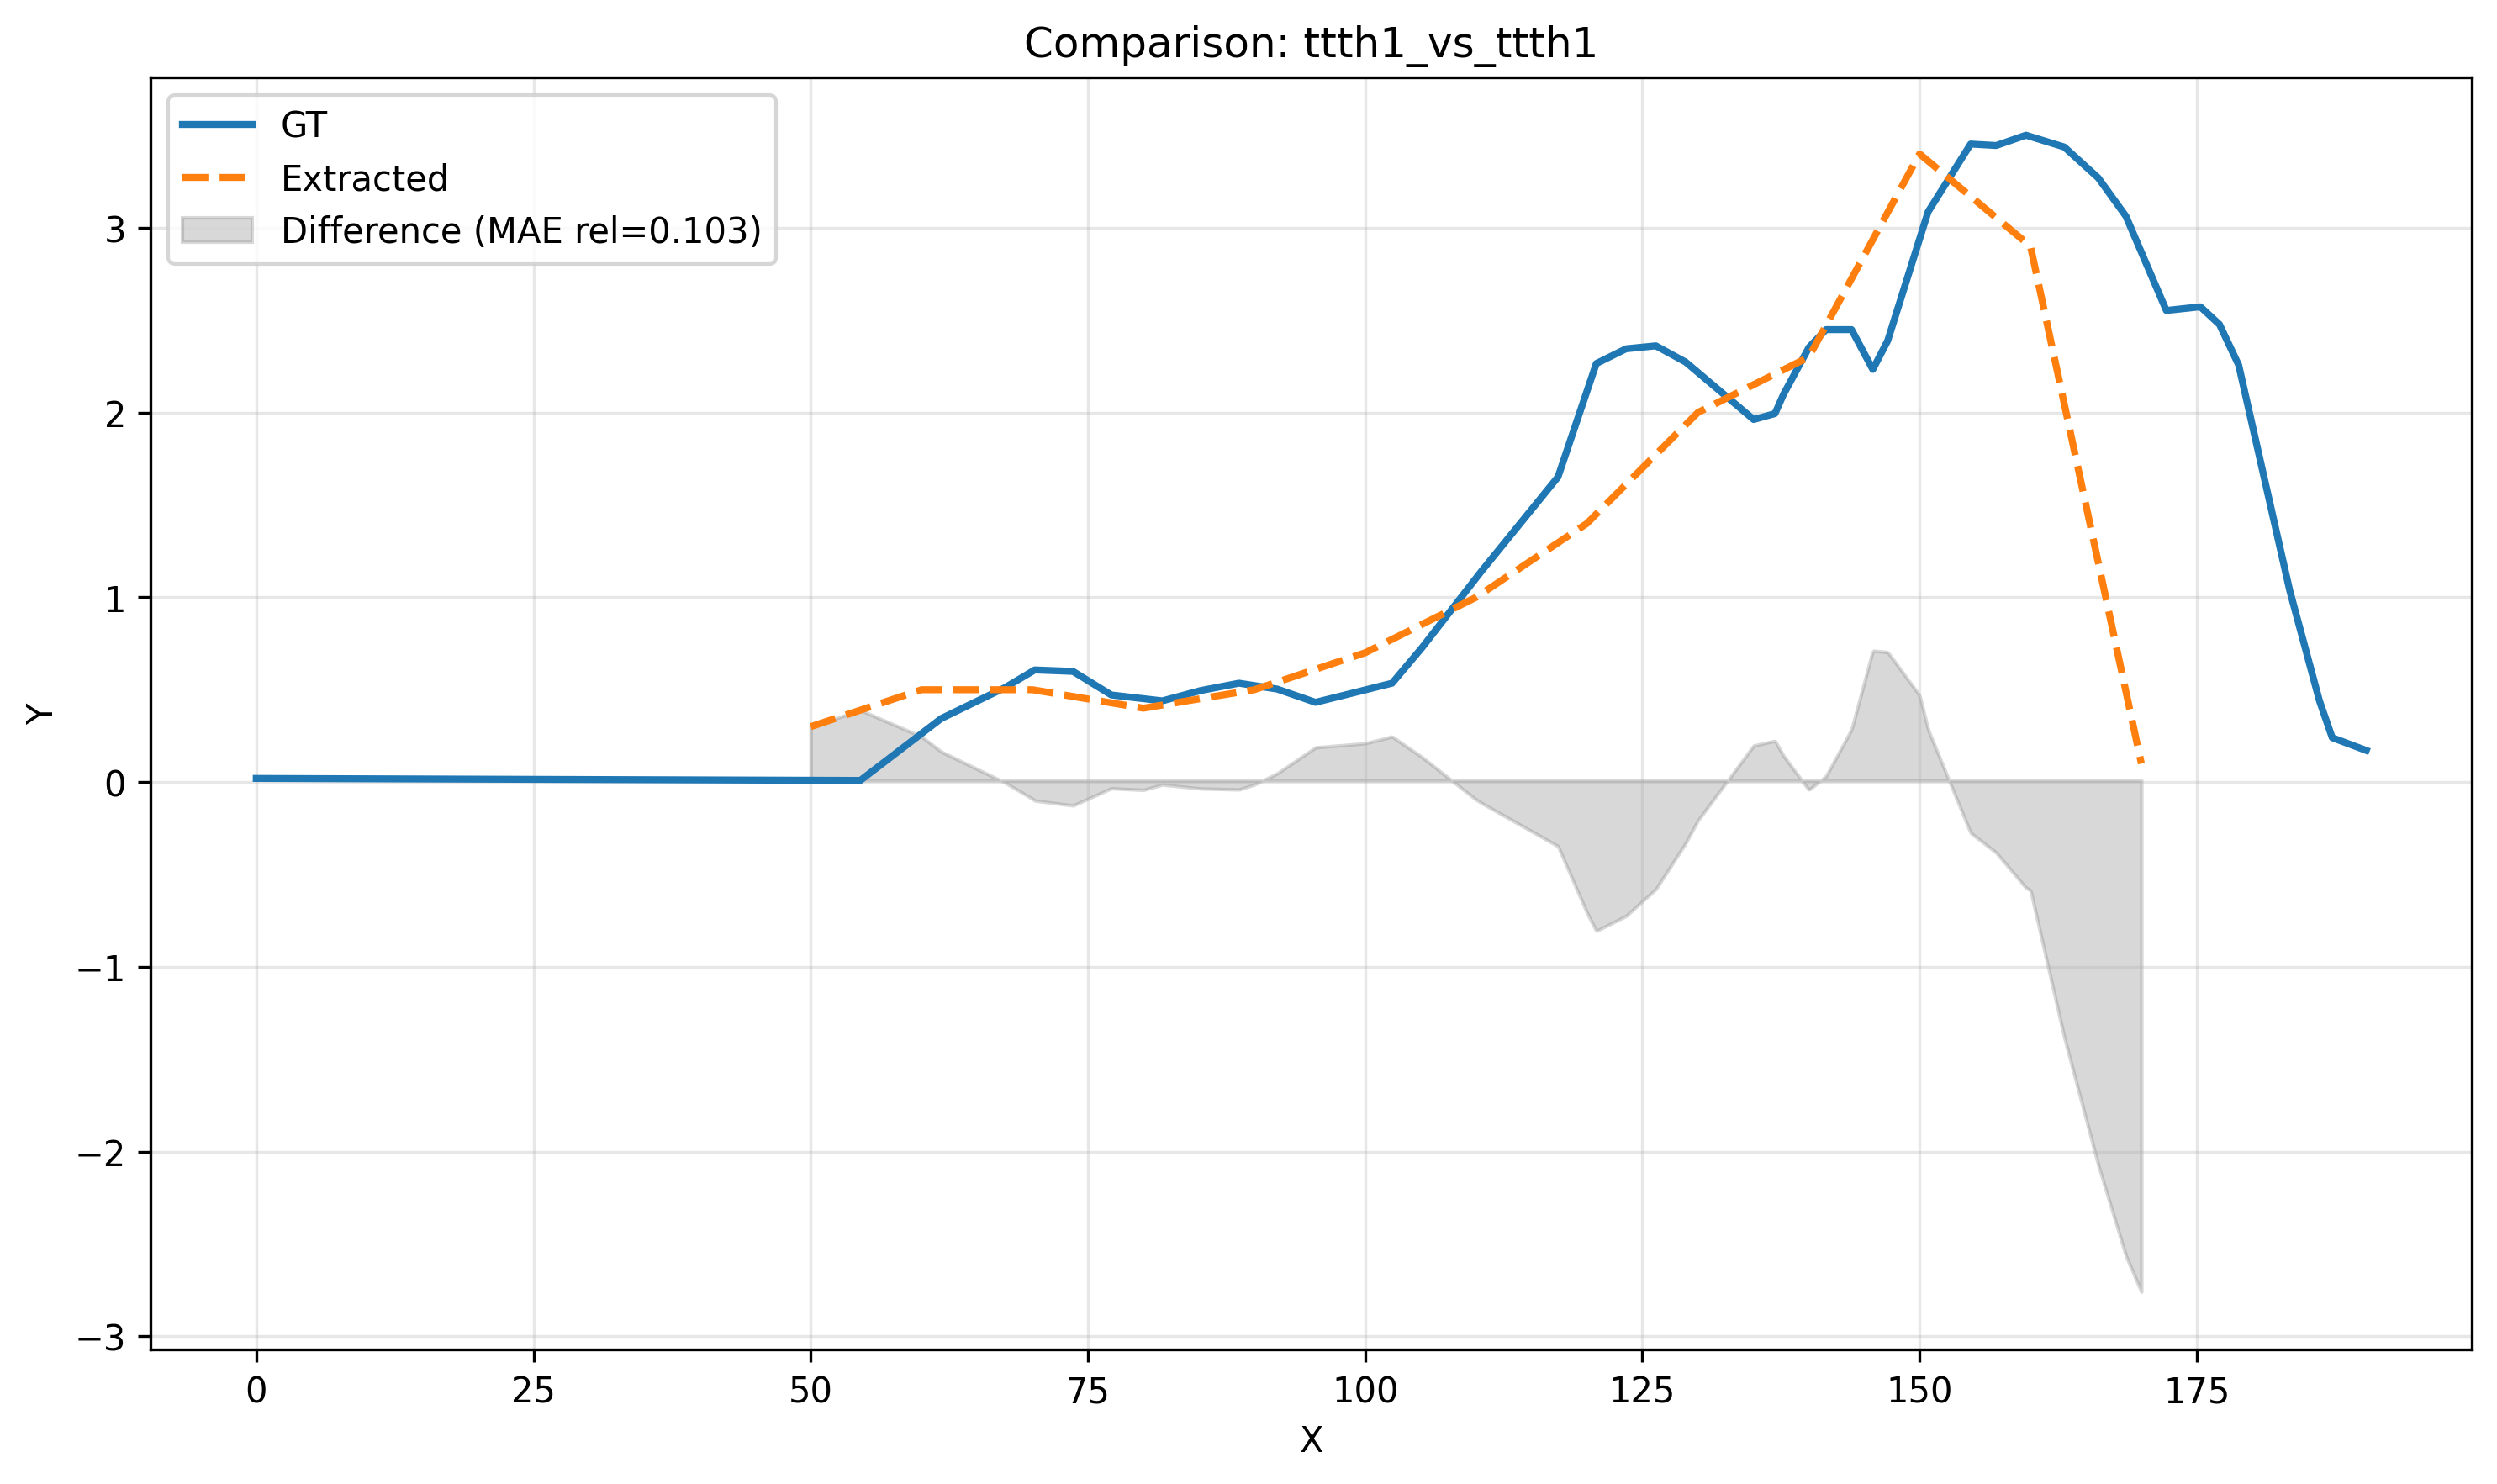 Comparison: ttth1_vs_ttth1
GT
Extracted
Difference (MAE rel=0.103)
Y
3
2
1
0
−1
−2
−3
0 25 50 75 100 125 150 175
X